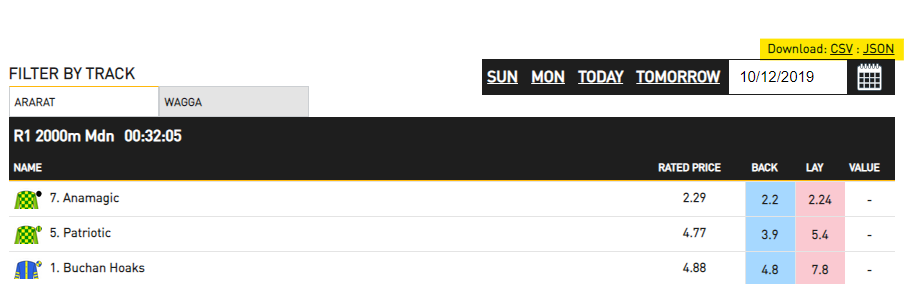 Download: CSV : JSON
FILTER BY TRACK
SUN MON TODAY TOMORROW 10/12/2019
ARARAT WAGGA
R1 2000m Mdn 00:32:05
NAME RATED PRICE BACK LAY VALUE
7. Anamagic 2.29 2.2 2.24 -
5. Patriotic 4.77 3.9 5.4 -
1. Buchan Hoaks 4.88 4.8 7.8 -